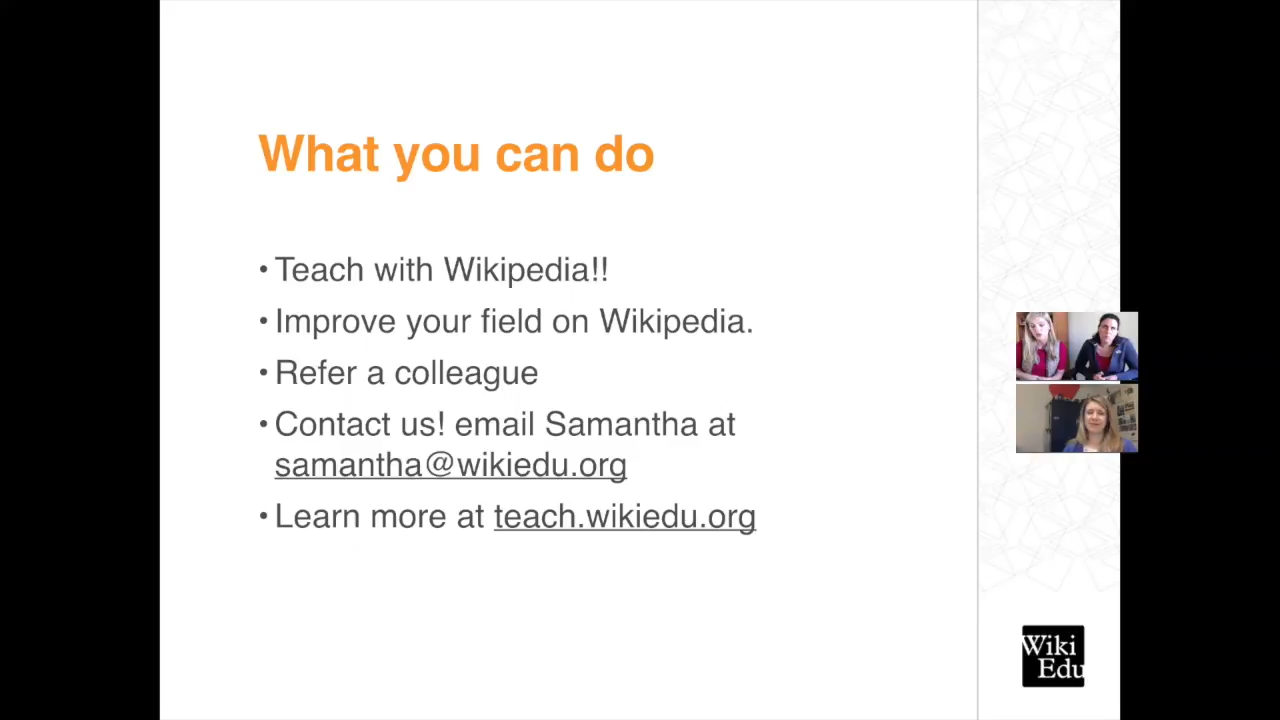 What you can do
• Teach with Wikipedia!!
• Improve your field on Wikipedia.
• Refer a colleague
• Contact us! email Samantha at
samantha@wikiedu.org
• Learn more at teach.wikiedu.org
Wiki
Edu